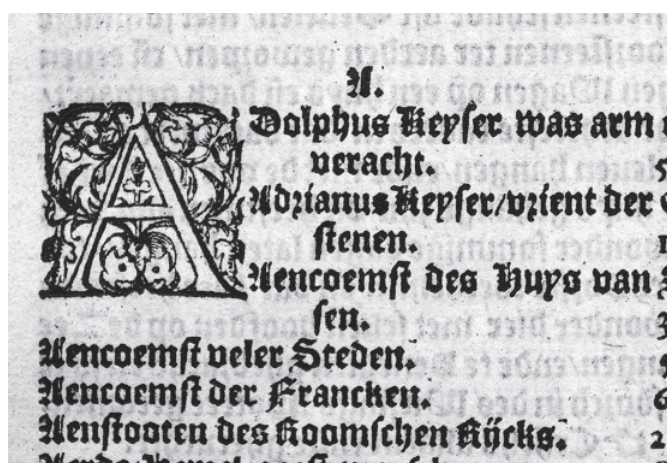 A.
ADolphus Keyser was arm
veracht.
Adrianus Keyser/vrient der
stenen.
Aencoemst des Huys van
sen.
Aencoemst veler Steden.
Aencoemst der Francken.
Aenstooten des Roomschen Rijcks.